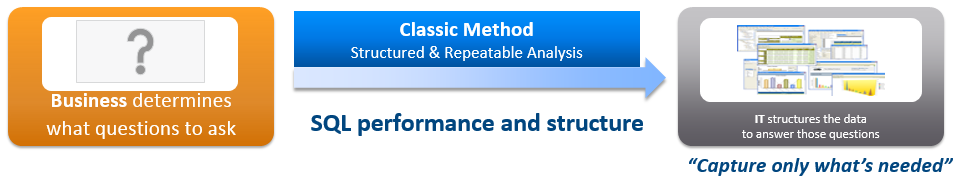 ?
Business determines
what questions to ask
Classic Method
Structured & Repeatable Analysis
SQL performance and structure
IT structures the data
to answer those questions
“Capture only what’s needed”